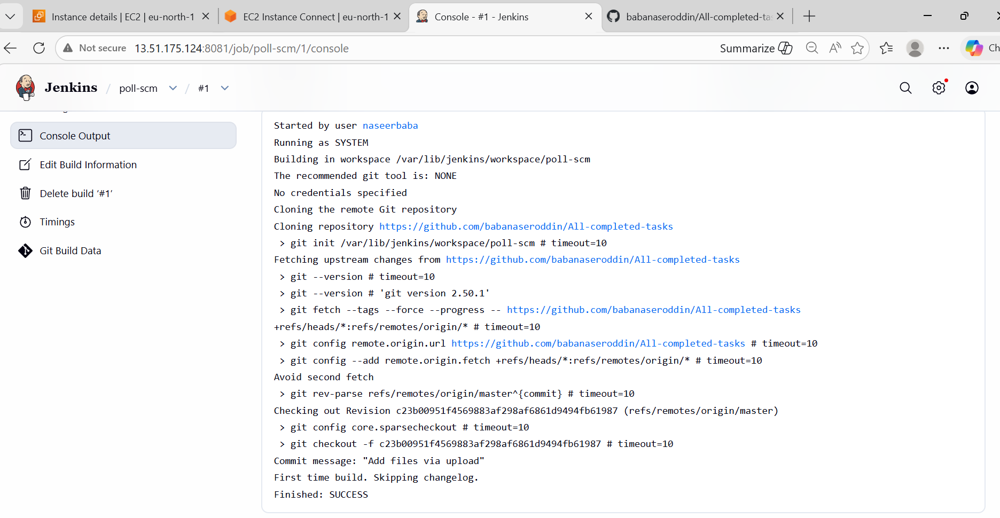 Instance details | EC2 | eu-north-1
EC2 Instance Connect | eu-north-1
Console - #1 - Jenkins
babanaseroddin/All-completed-ta
Not secure 13.51.175.124:8081/job/poll-scm/1/console
Summarize
Ch
Jenkins / poll-scm / #1
Console Output
Edit Build Information
Delete build ‘#1’
Timings
Git Build Data
Started by user naseerbaba
Running as SYSTEM
Building in workspace /var/lib/jenkins/workspace/poll-scm
The recommended git tool is: NONE
No credentials specified
Cloning the remote Git repository
Cloning repository https://github.com/babanaseroddin/All-completed-tasks
> git init /var/lib/jenkins/workspace/poll-scm # timeout=10
Fetching upstream changes from https://github.com/babanaseroddin/All-completed-tasks
> git --version # timeout=10
> git --version # 'git version 2.50.1'
> git fetch --tags --force --progress -- https://github.com/babanaseroddin/All-completed-tasks
+refs/heads/*:refs/remotes/origin/* # timeout=10
> git config remote.origin.url https://github.com/babanaseroddin/All-completed-tasks # timeout=10
> git config --add remote.origin.fetch +refs/heads/*:refs/remotes/origin/* # timeout=10
Avoid second fetch
> git rev-parse refs/remotes/origin/master^{commit} # timeout=10
Checking out Revision c23b00951f4569883af298af6861d9494fb61987 (refs/remotes/origin/master)
> git config core.sparsecheckout # timeout=10
> git checkout -f c23b00951f4569883af298af6861d9494fb61987 # timeout=10
Commit message: "Add files via upload"
First time build. Skipping changelog.
Finished: SUCCESS